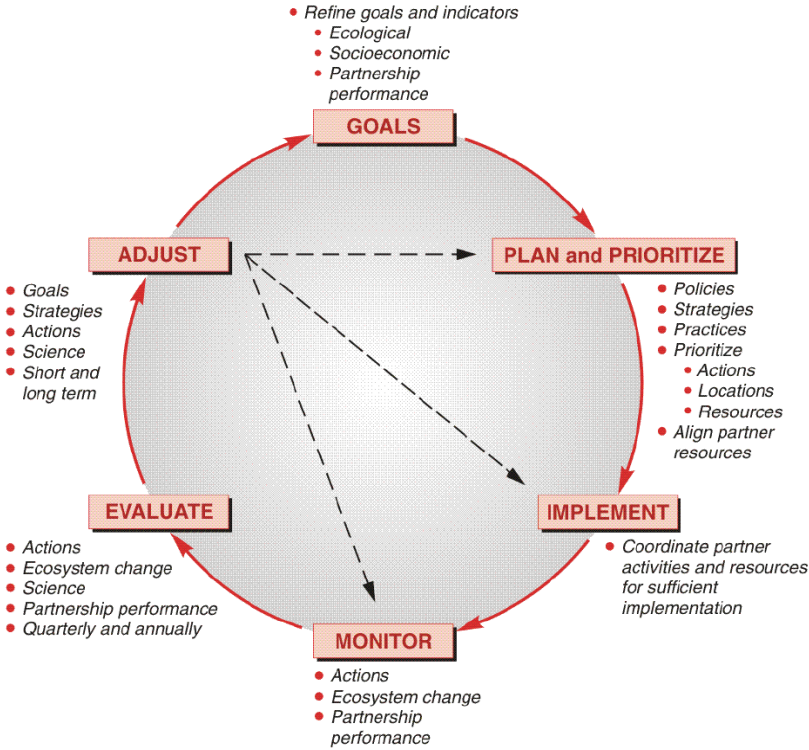 Refine goals and indicators
Ecological
Socioeconomic
Partnership
performance
GOALS
PLAN and PRIORITIZE
Policies
Strategies
Practices
Prioritize
Actions
Locations
Resources
Align partner
resources
IMPLEMENT
Coordinate partner
activities and resources
for sufficient
implementation
MONITOR
Actions
Ecosystem change
Partnership
performance
EVALUATE
Actions
Ecosystem change
Science
Partnership performance
Quarterly and annually
ADJUST
Goals
Strategies
Actions
Science
Short and
long term